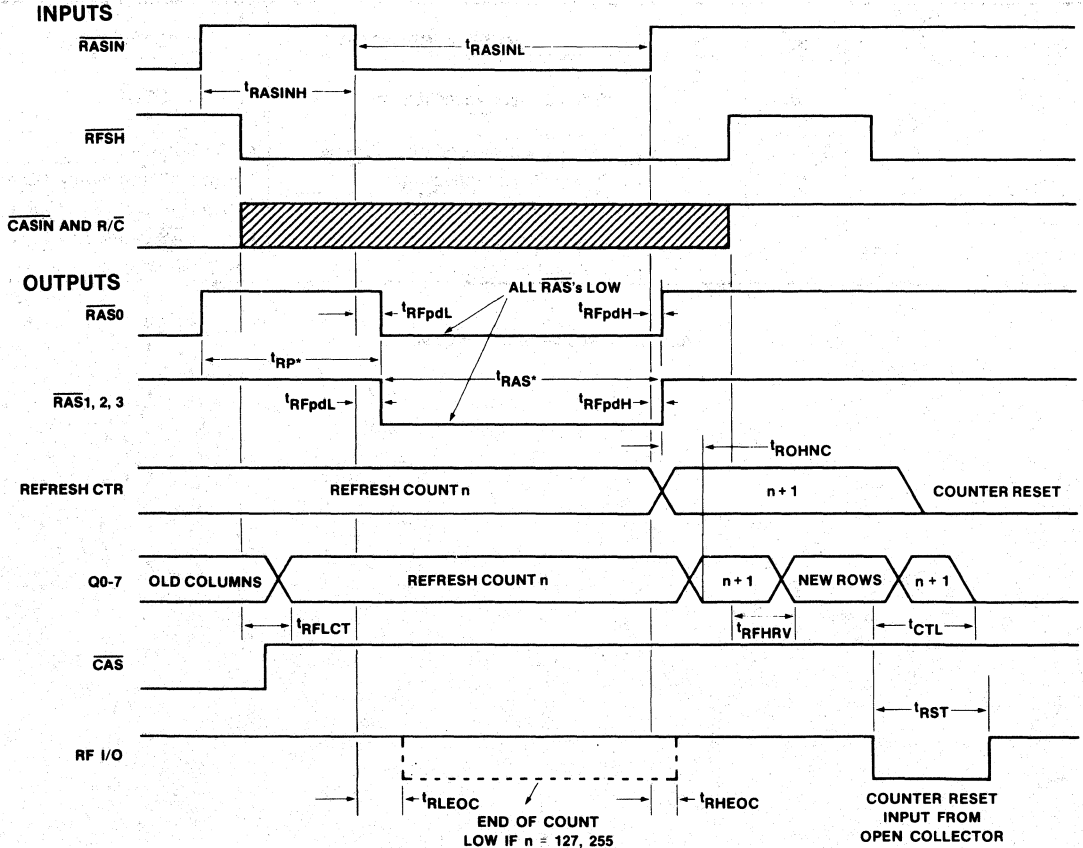 INPUTS
RASIN
tRASINL
tRASINH
RFSH
CASIN AND R/C
OUTPUTS
ALL RAS's LOW
RAS0
tRFpdL
tRFpdH
tRP*
tRAS*
RAS1, 2, 3
tRFpdL
tRFpdH
tROHNC
REFRESH CTR
REFRESH COUNT n
n + 1
COUNTER RESET
Q0-7
OLD COLUMNS
REFRESH COUNT n
n + 1
NEW ROWS
n + 1
tRFLCT
tRFHRV
tCTL
CAS
tRST
RF I/O
tRLEOC
tRHEOC
END OF COUNT
LOW IF n = 127, 255
COUNTER RESET
INPUT FROM
OPEN COLLECTOR